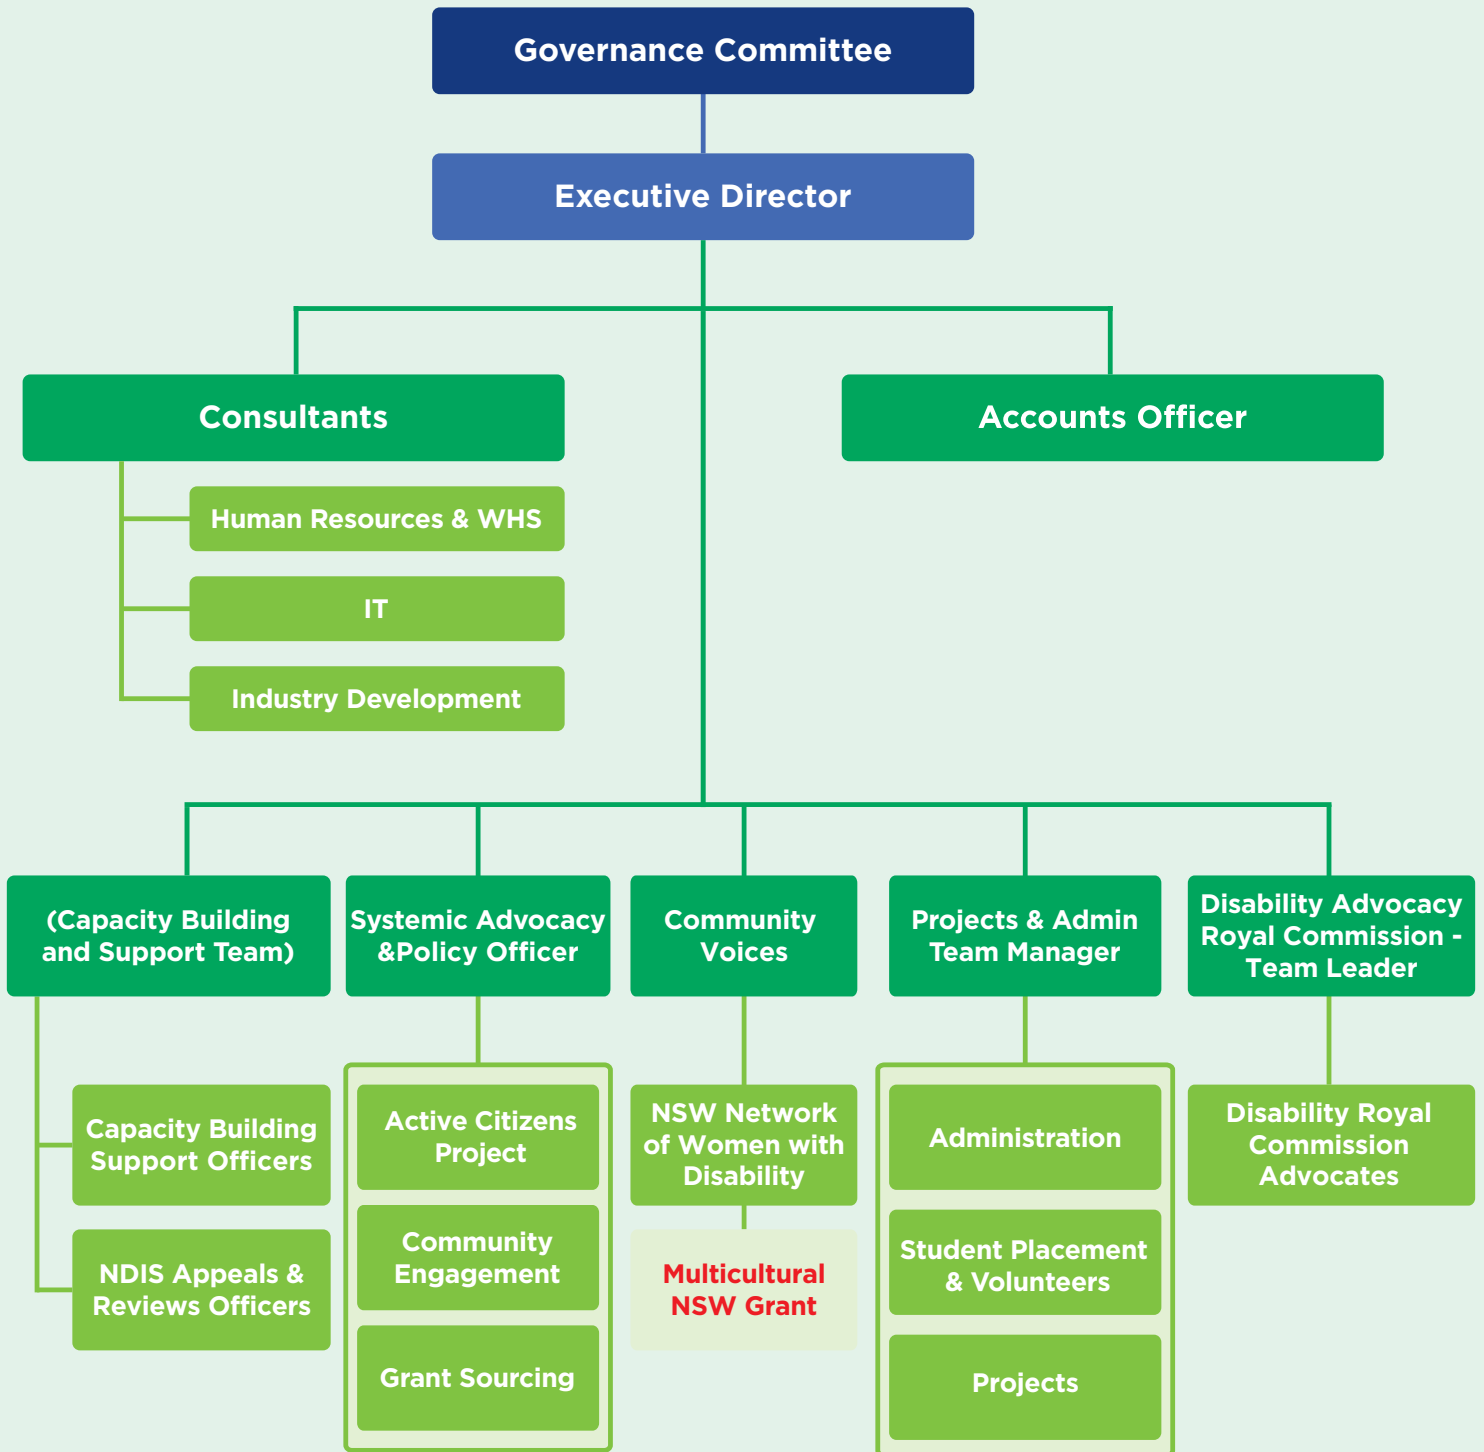 Governance Committee
Executive Director
Consultants
Accounts Officer
Human Resources & WHS
IT
Industry Development
(Capacity Building
and Support Team)
Systemic Advocacy
&Policy Officer
Community
Voices
Projects & Admin
Team Manager
Disability Advocacy
Royal Commission -
Team Leader
Capacity Building
Support Officers
NDIS Appeals &
Reviews Officers
Active Citizens
Project
Community
Engagement
Grant Sourcing
NSW Network
of Women with
Disability
Multicultural
NSW Grant
Administration
Student Placement
& Volunteers
Projects
Disability Royal
Commission
Advocates